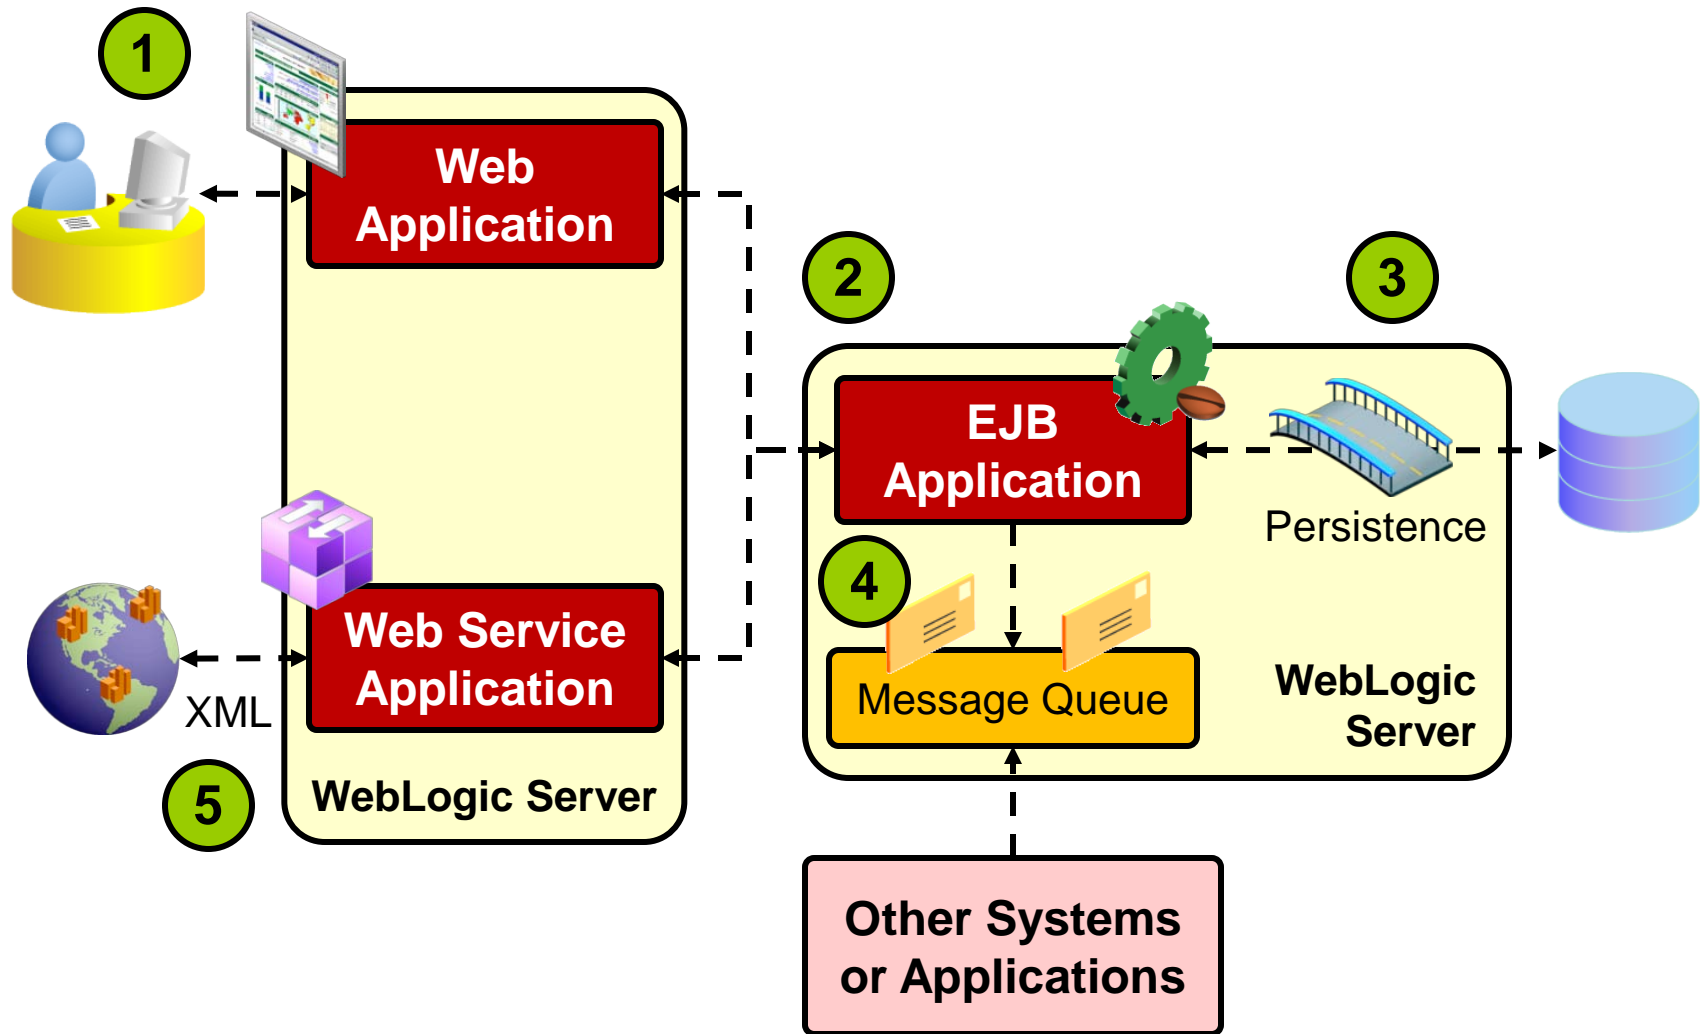 1
Web
Application
2
3
EJB
Application
Persistence
4
Web Service
Application
XML
Message Queue
WebLogic
Server
5
WebLogic Server
Other Systems
or Applications